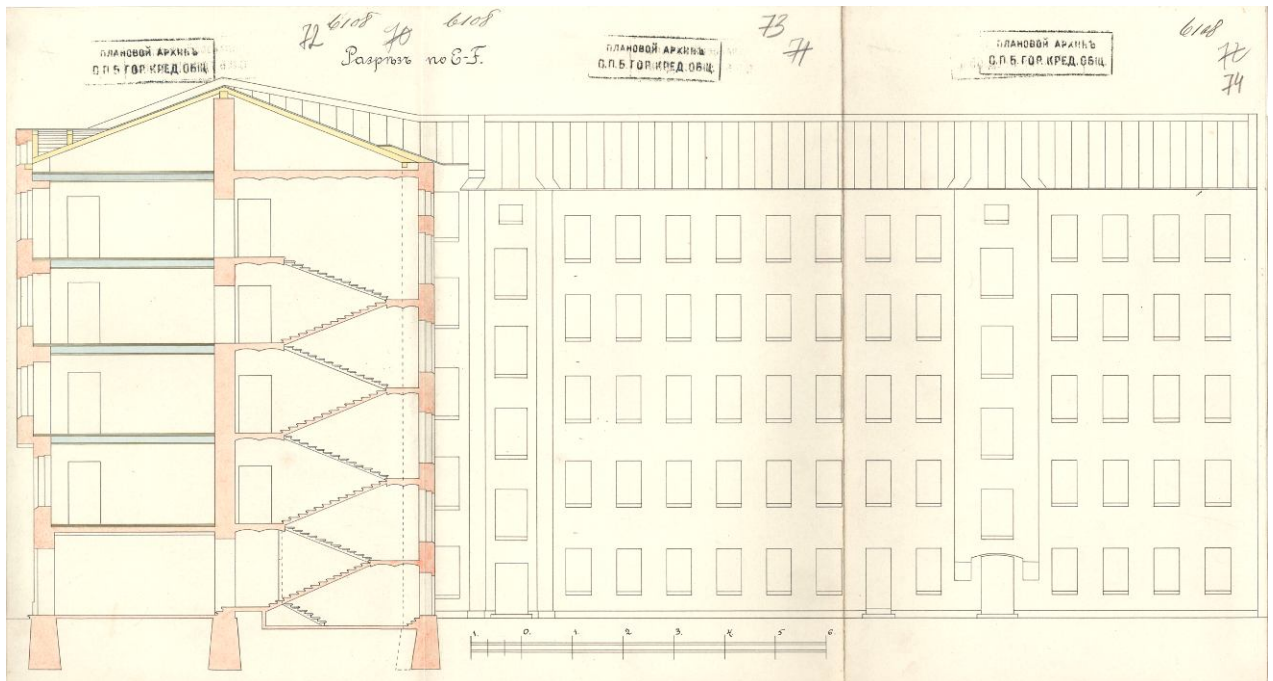 72 6108 70
6108
73
71
6108
72
74
ПЛАНОВОЙ АРХИВЪ
С.П.Б. ГОР. КРЕД. ОБЩ.
Разрѣзъ по E-F.
ПЛАНОВОЙ АРХИВЪ
С.П.Б. ГОР. КРЕД. ОБЩ.
ПЛАНОВОЙ АРХИВЪ
С.П.Б. ГОР. КРЕД. ОБЩ.
1. 0. 1. 2 3. 4 5 6